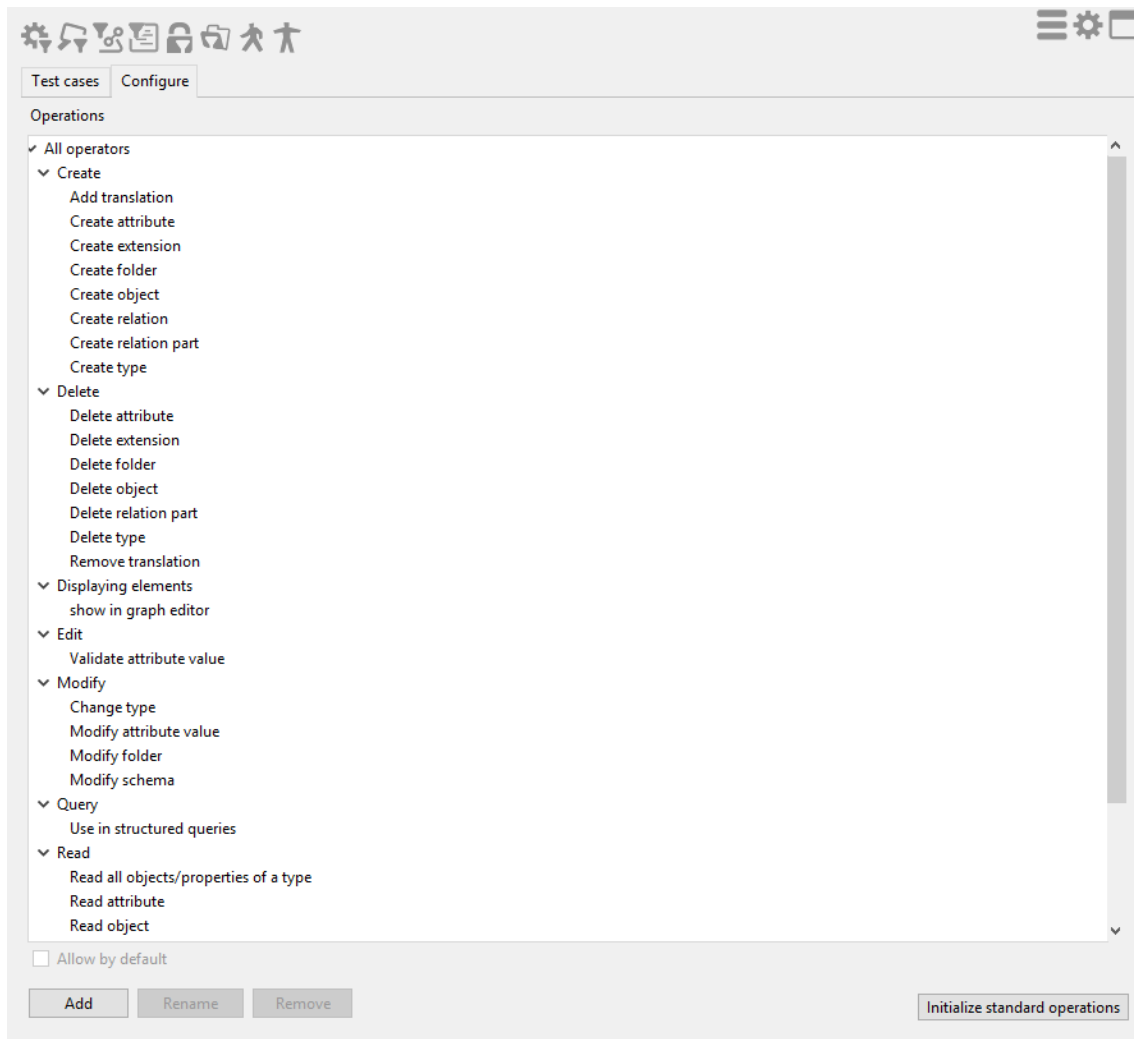 Test cases Configure
Operations
All operators
Create
Add translation
Create attribute
Create extension
Create folder
Create object
Create relation
Create relation part
Create type
Delete
Delete attribute
Delete extension
Delete folder
Delete object
Delete relation part
Delete type
Remove translation
Displaying elements
show in graph editor
Edit
Validate attribute value
Modify
Change type
Modify attribute value
Modify folder
Modify schema
Query
Use in structured queries
Read
Read all objects/properties of a type
Read attribute
Read object
Allow by default
Add Rename Remove Initialize standard operations